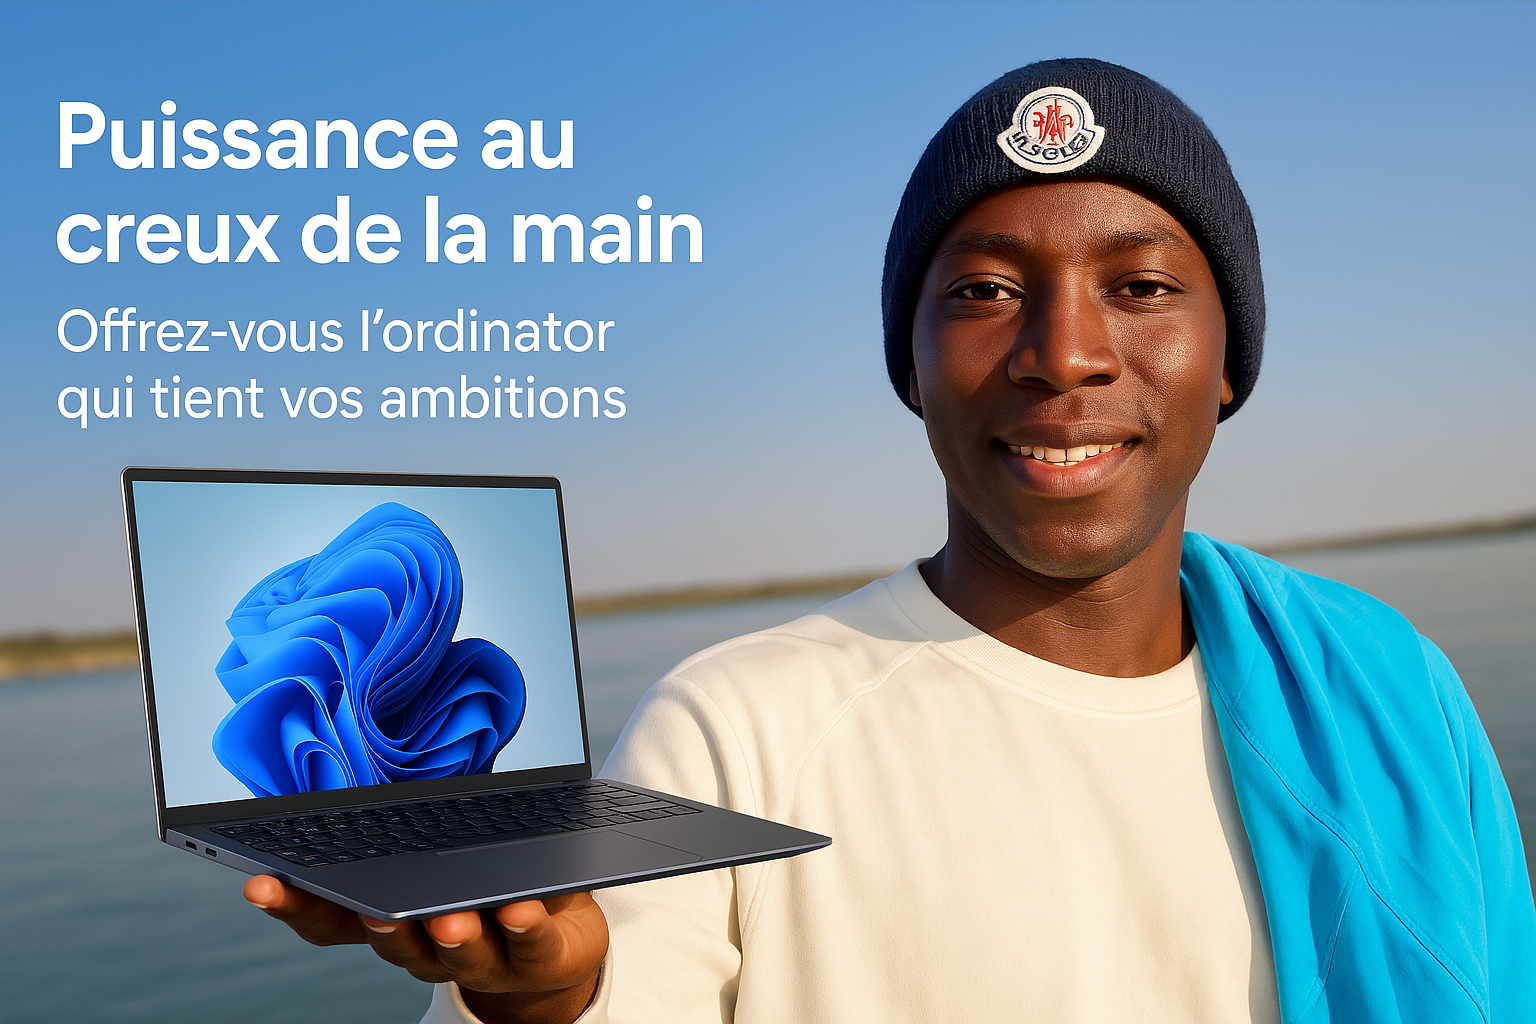 Puissance au
creux de la main
Offrez-vous l’ordinator
qui tient vos ambitions